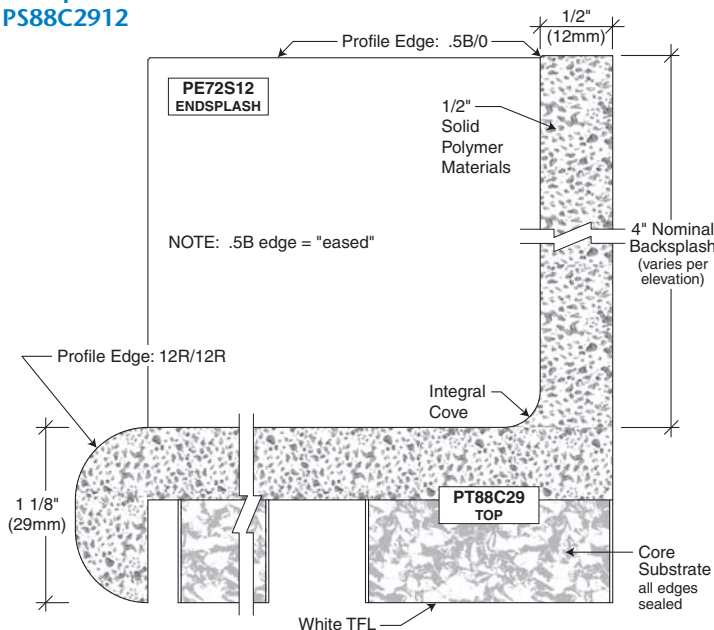 PS88C2912
1/2"
(12mm)
Profile Edge: .5B/0
PE72S12
ENDSPLASH
1/2"
Solid
Polymer
Materials
NOTE: .5B edge = "eased"
4" Nominal
Backsplash
(varies per
elevation)
Profile Edge: 12R/12R
Integral
Cove
1 1/8"
(29mm)
PT88C29
TOP
Core
Substrate
all edges
sealed
White TFL